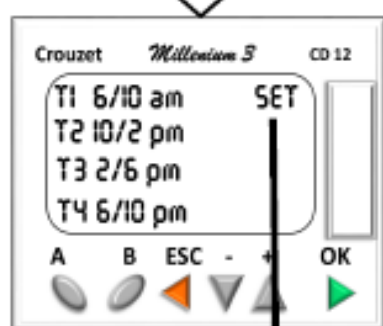 Crouzet Millenium 3 CD 12
T1 6/10 am SET
T2 10/2 pm
T3 2/6 pm
T4 6/10 pm
A B ESC - + OK